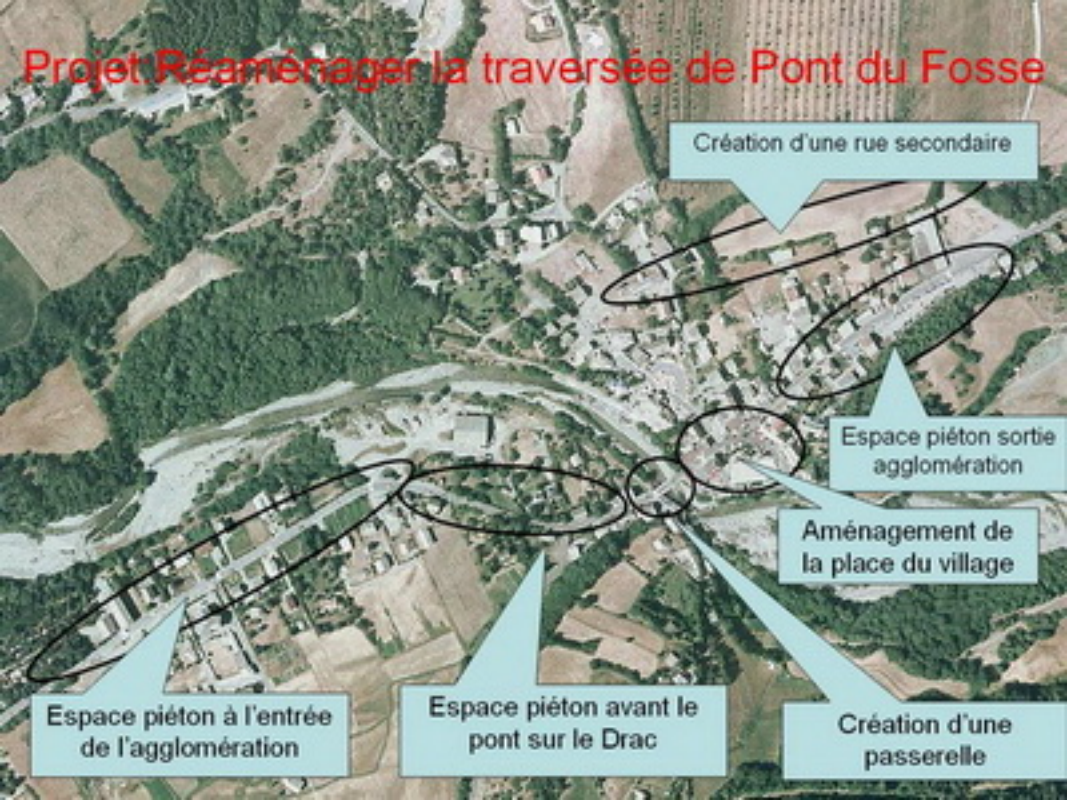 Projet:Réaménager la traversée de Pont du Fosse
Création d'une rue secondaire
Espace piéton sortie
agglomération
Aménagement de
la place du village
Espace piéton à l'entrée
de l'agglomération
Espace piéton avant le
pont sur le Drac
Création d'une
passerelle